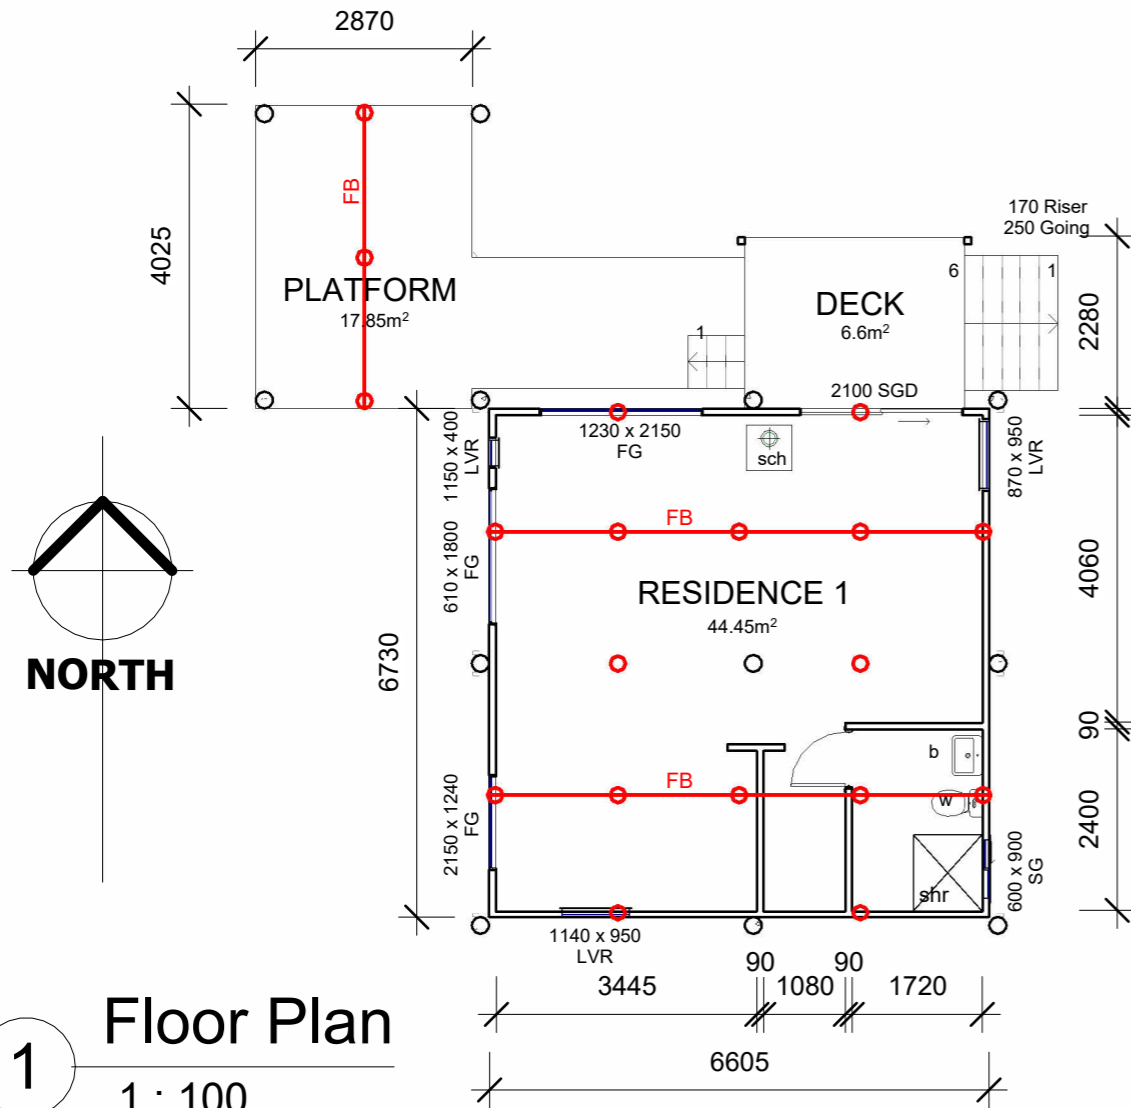 2870
4025
FB
PLATFORM
17.85m²
170 Riser
250 Going
6
1
DECK
6.6m²
1
2280
2100 SGD
1150 x 400
LVR
1230 x 2150
FG
sch
870 x 950
LVR
FB
610 x 1800
FG
RESIDENCE 1
44.45m²
4060
NORTH
6730
90
b
FB
2150 x 1240
FG
w
2400
shr
600 x 900
SG
1140 x 950
LVR
90
90
3445
1080
1720
1
Floor Plan
6605
1 : 100